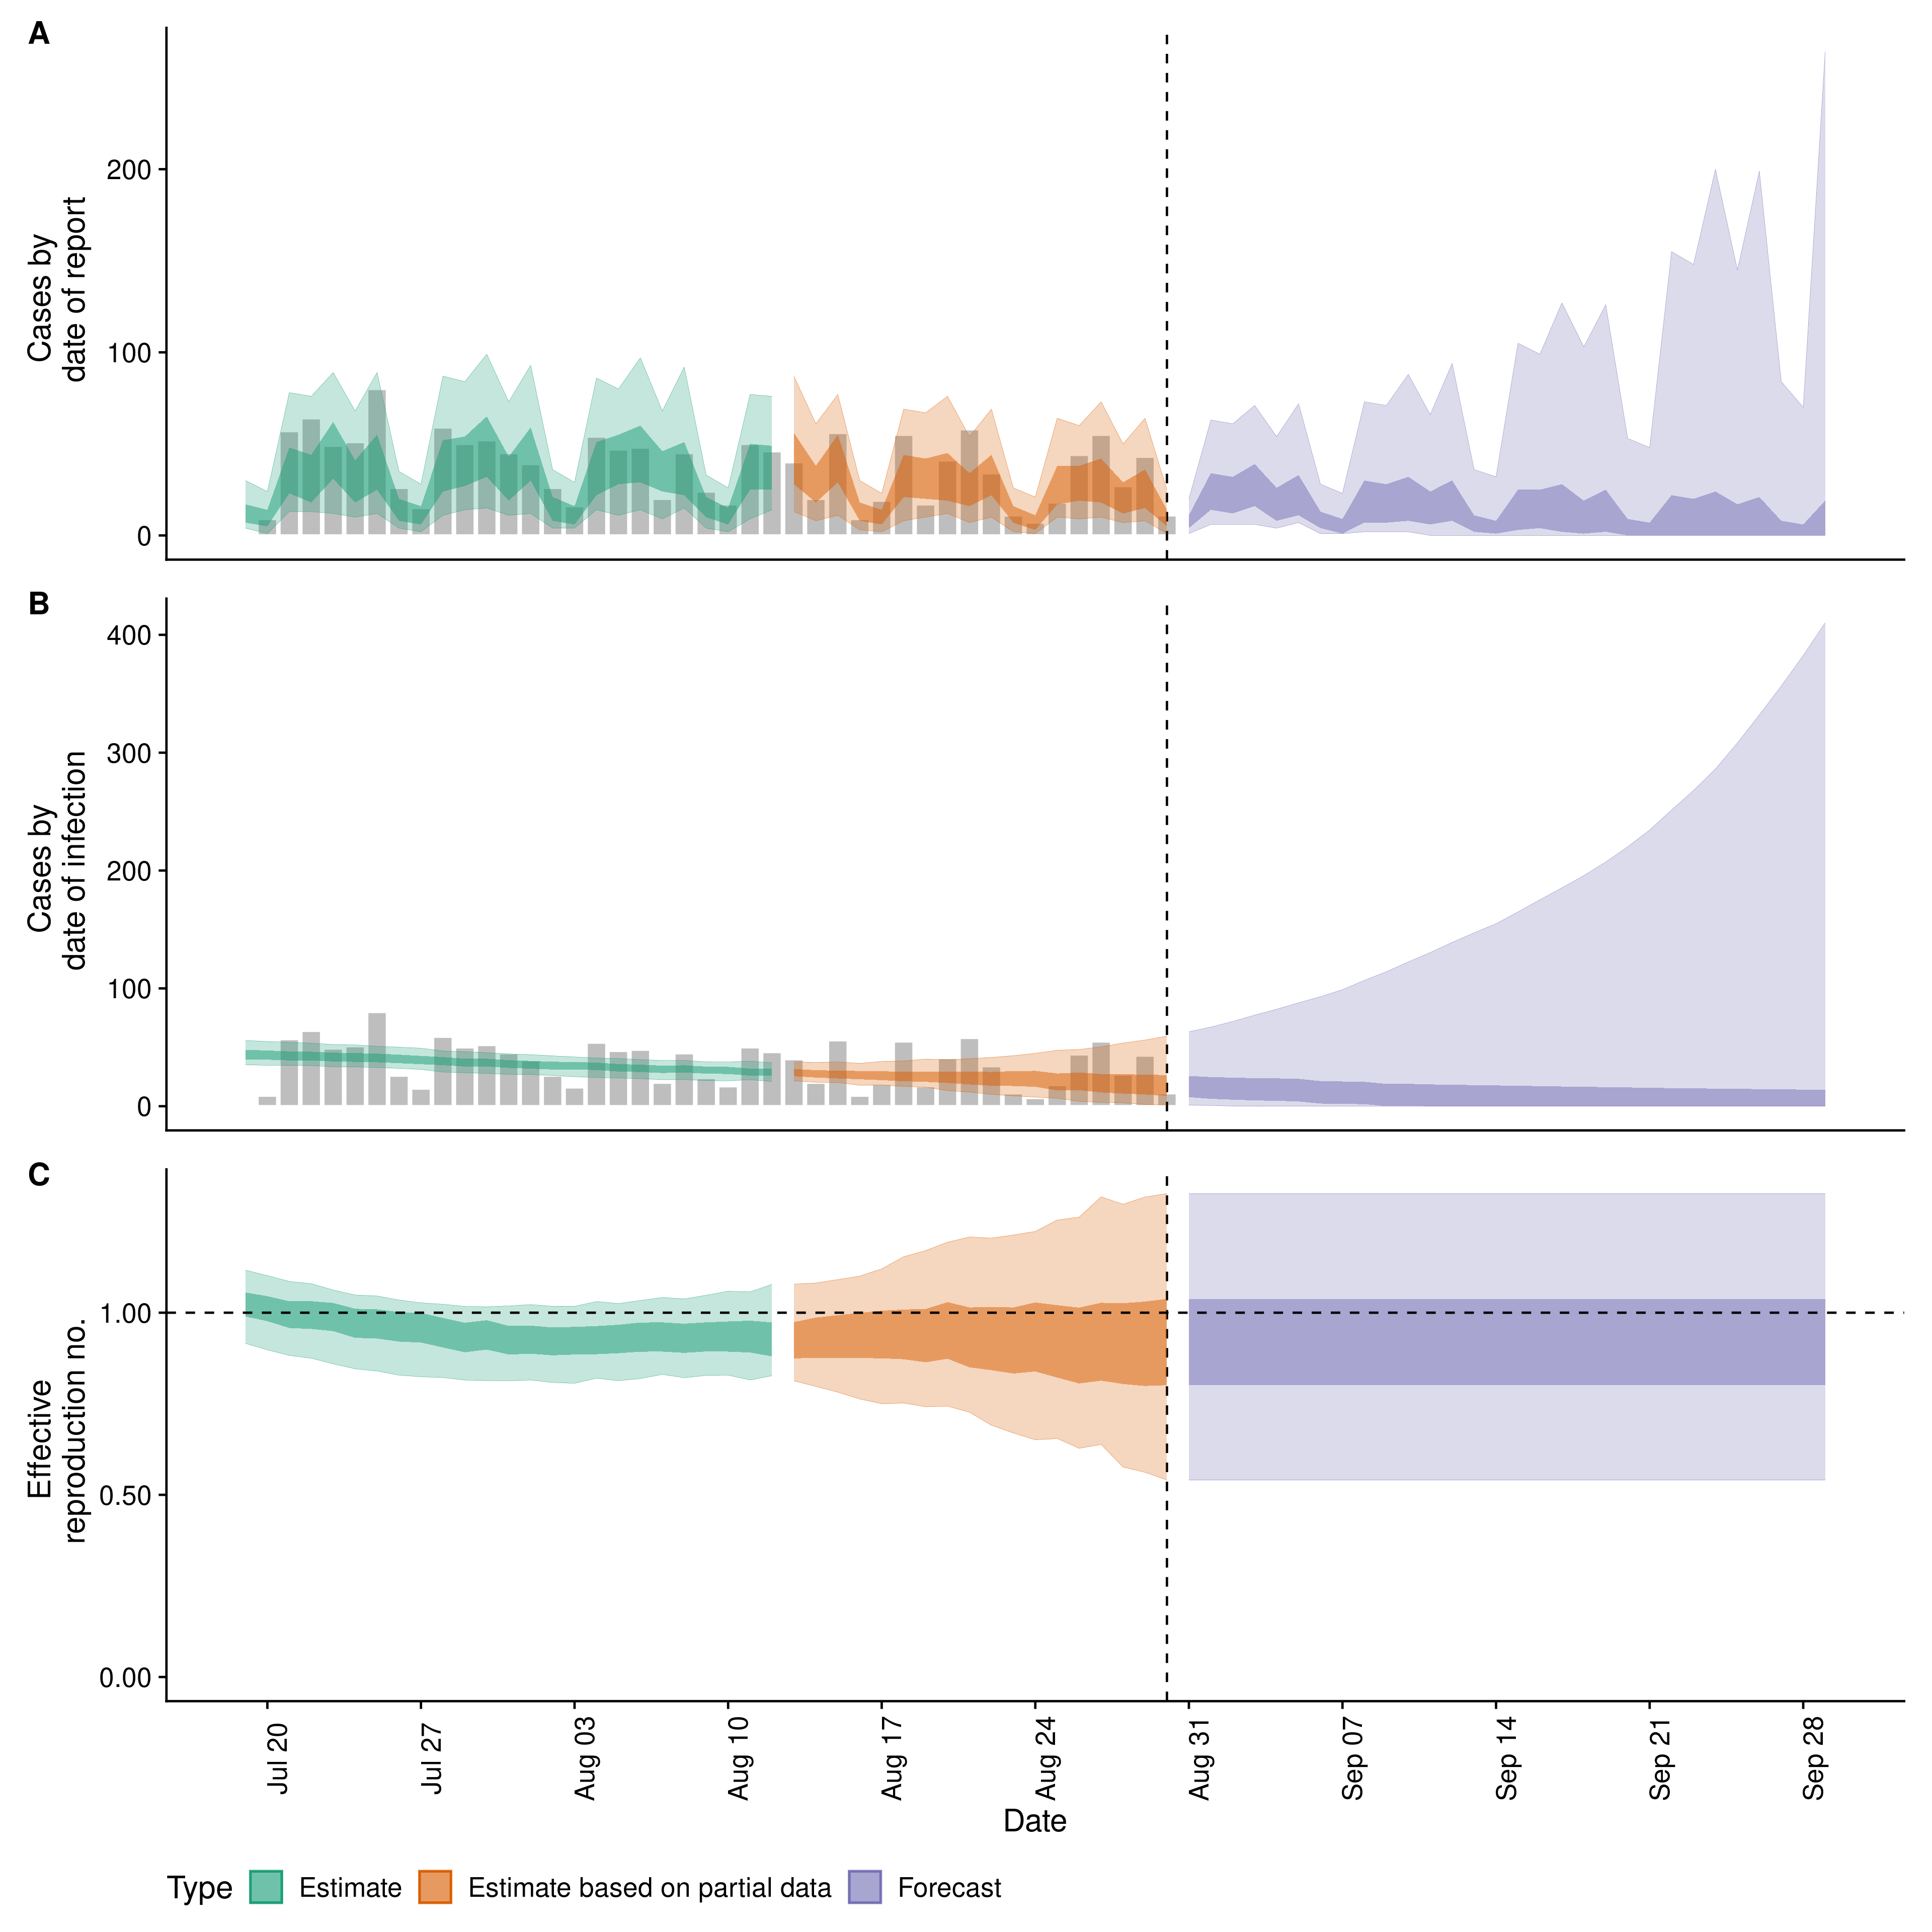 A
Cases by
date of report
200
100
0
B
Cases by
date of infection
400
300
200
100
0
C
Effective
reproduction no.
1.00
0.50
0.00
Jul 20
Jul 27
Aug 03
Aug 10
Aug 17
Aug 24
Aug 31
Sep 07
Sep 14
Sep 21
Sep 28
Date
Type
Estimate
Estimate based on partial data
Forecast